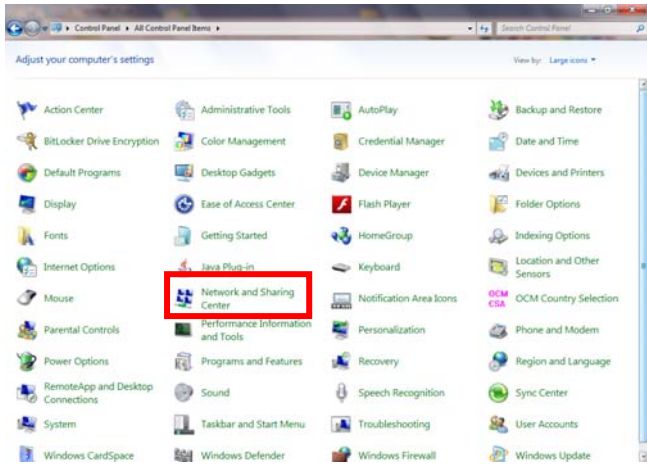 Control Panel ▸ All Control Panel Items ▸
Search Control Panel
Adjust your computer's settings
View by: Large icons
Action Center
Administrative Tools
AutoPlay
Backup and Restore
BitLocker Drive Encryption
Color Management
Credential Manager
Date and Time
Default Programs
Desktop Gadgets
Device Manager
Devices and Printers
Display
Ease of Access Center
Flash Player
Folder Options
Fonts
Getting Started
HomeGroup
Indexing Options
Internet Options
Java Plug-in
Keyboard
Location and Other
Sensors
Mouse
Network and Sharing
Center
Notification Area Icons
OCM
CSA
OCM Country Selection
Parental Controls
Performance Information
and Tools
Personalization
Phone and Modem
Power Options
Programs and Features
Recovery
Region and Language
RemoteApp and Desktop
Connections
Sound
Speech Recognition
Sync Center
System
Taskbar and Start Menu
Troubleshooting
User Accounts
Windows CardSpace
Windows Defender
Windows Firewall
Windows Update